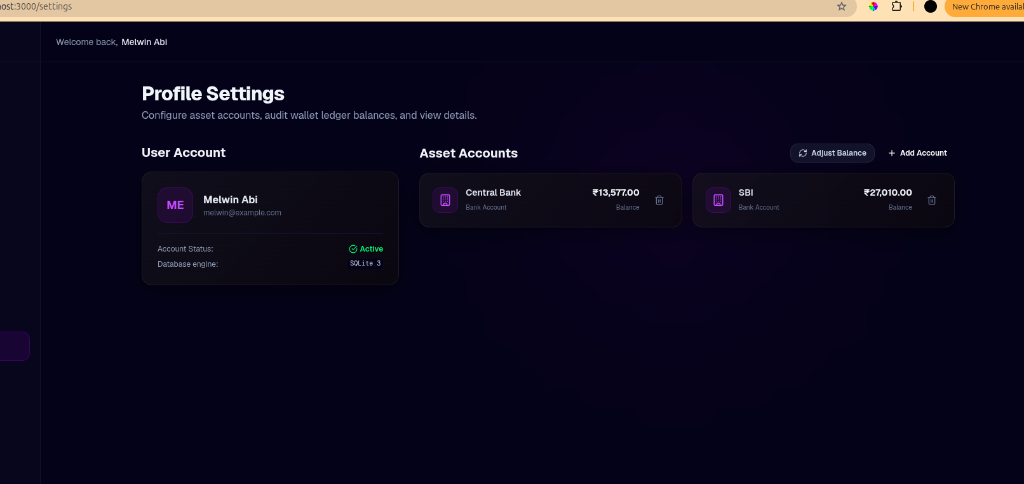 ost:3000/settings
New Chrome availa
Welcome back, Melwin Abi
Profile Settings
Configure asset accounts, audit wallet ledger balances, and view details.
User Account
ME
Melwin Abi
melwin@example.com
Account Status:
Active
Database engine:
SQLite 3
Asset Accounts
Adjust Balance
+ Add Account
Central Bank
₹13,577.00
Bank Account
Balance
SBI
₹27,010.00
Bank Account
Balance